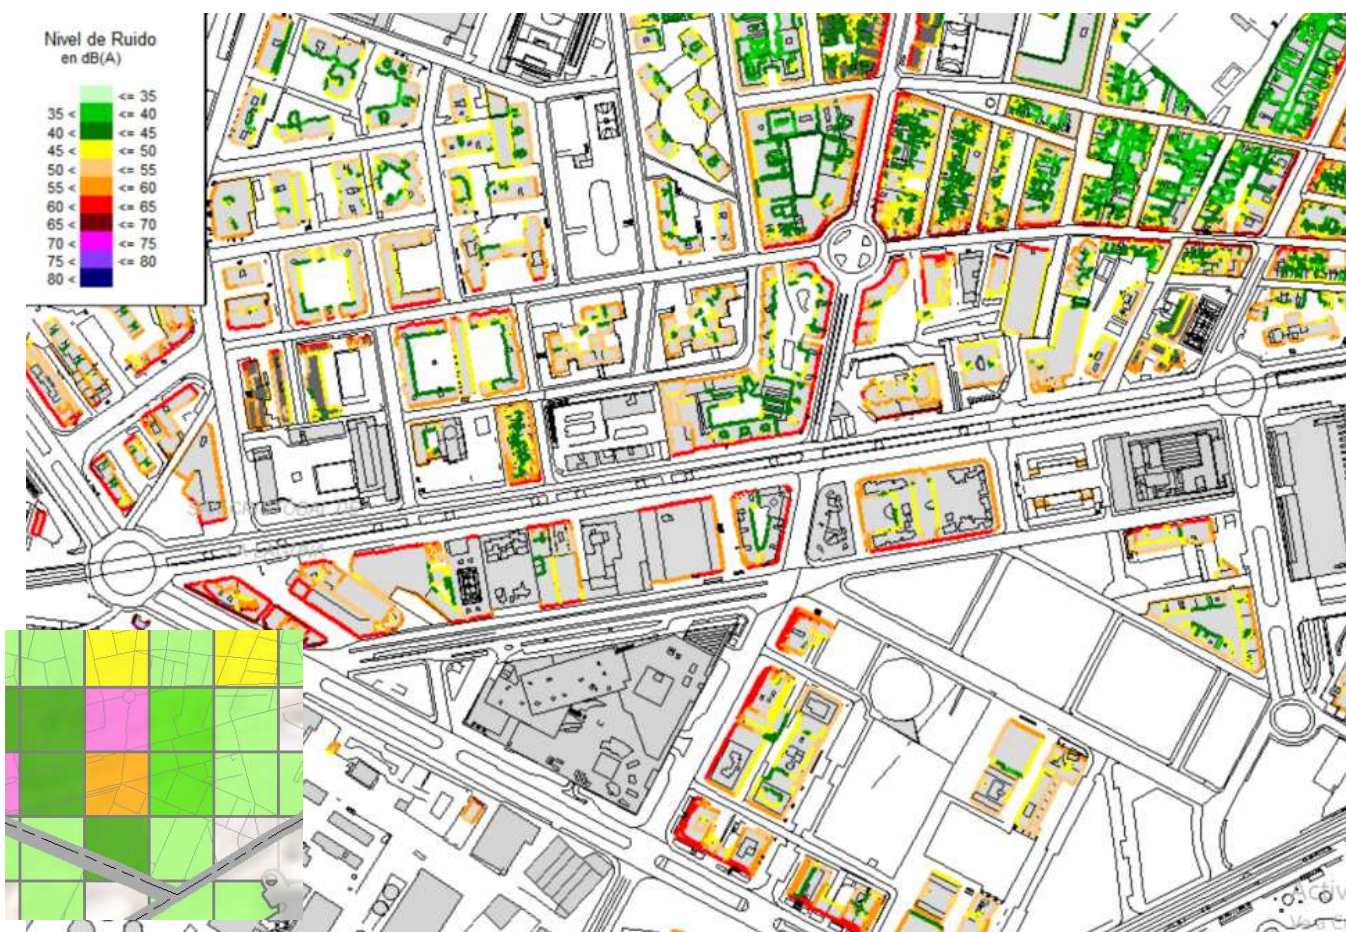 Nivel de Ruido
en dB(A)
<= 35
35 < <= 40
40 < <= 45
45 < <= 50
50 < <= 55
55 < <= 60
60 < <= 65
65 < <= 70
70 < <= 75
75 < <= 80
80 <
Activ